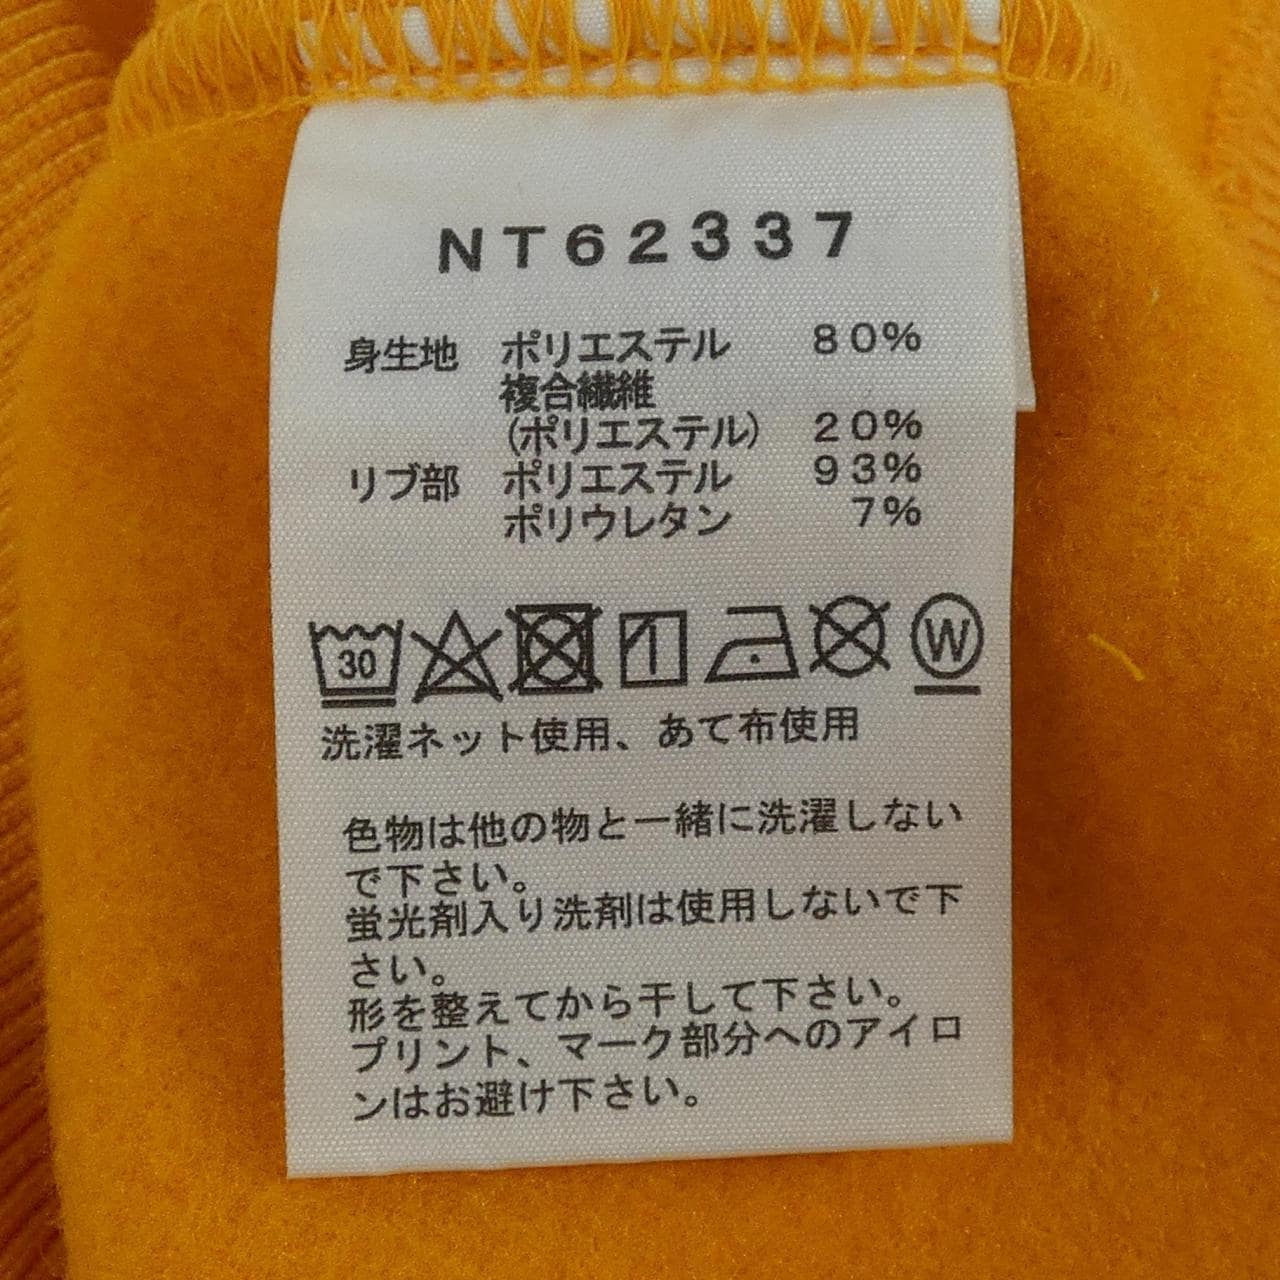 NT62337
身生地 ポリエステル 80%
複合繊維
(ポリエステル) 20%
リブ部 ポリエステル 93%
ポリウレタン 7%
30 W
洗濯ネット使用、あて布使用
色物は他の物と一緒に洗濯しない
で下さい。
蛍光剤入り洗剤は使用しないで下
さい。
形を整えてから干して下さい。
プリント、マーク部分へのアイロ
ンはお避け下さい。